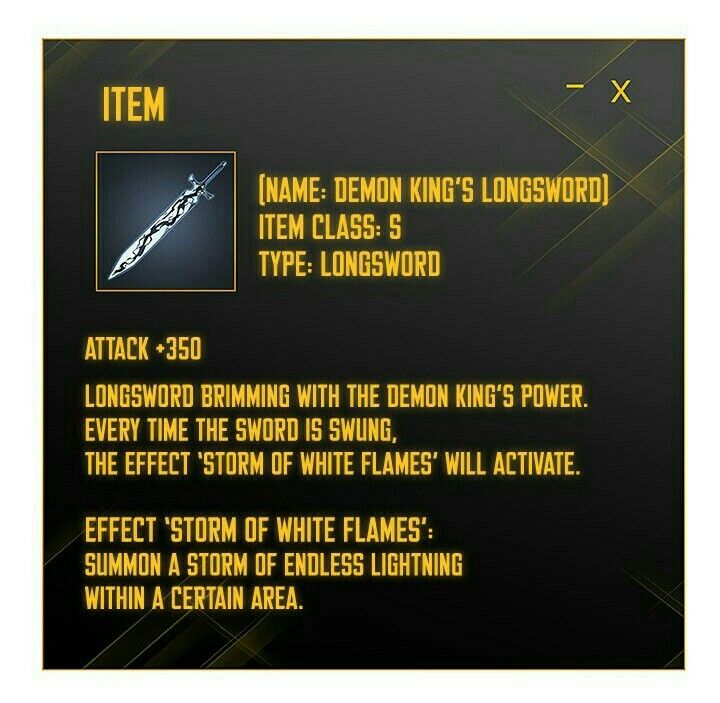 ITEM
– X
(NAME: DEMON KING'S LONGSWORD)
ITEM CLASS: S
TYPE: LONGSWORD
ATTACK +350
LONGSWORD BRIMMING WITH THE DEMON KING'S POWER.
EVERY TIME THE SWORD IS SWUNG,
THE EFFECT ‘STORM OF WHITE FLAMES’ WILL ACTIVATE.
EFFECT ‘STORM OF WHITE FLAMES’:
SUMMON A STORM OF ENDLESS LIGHTNING
WITHIN A CERTAIN AREA.